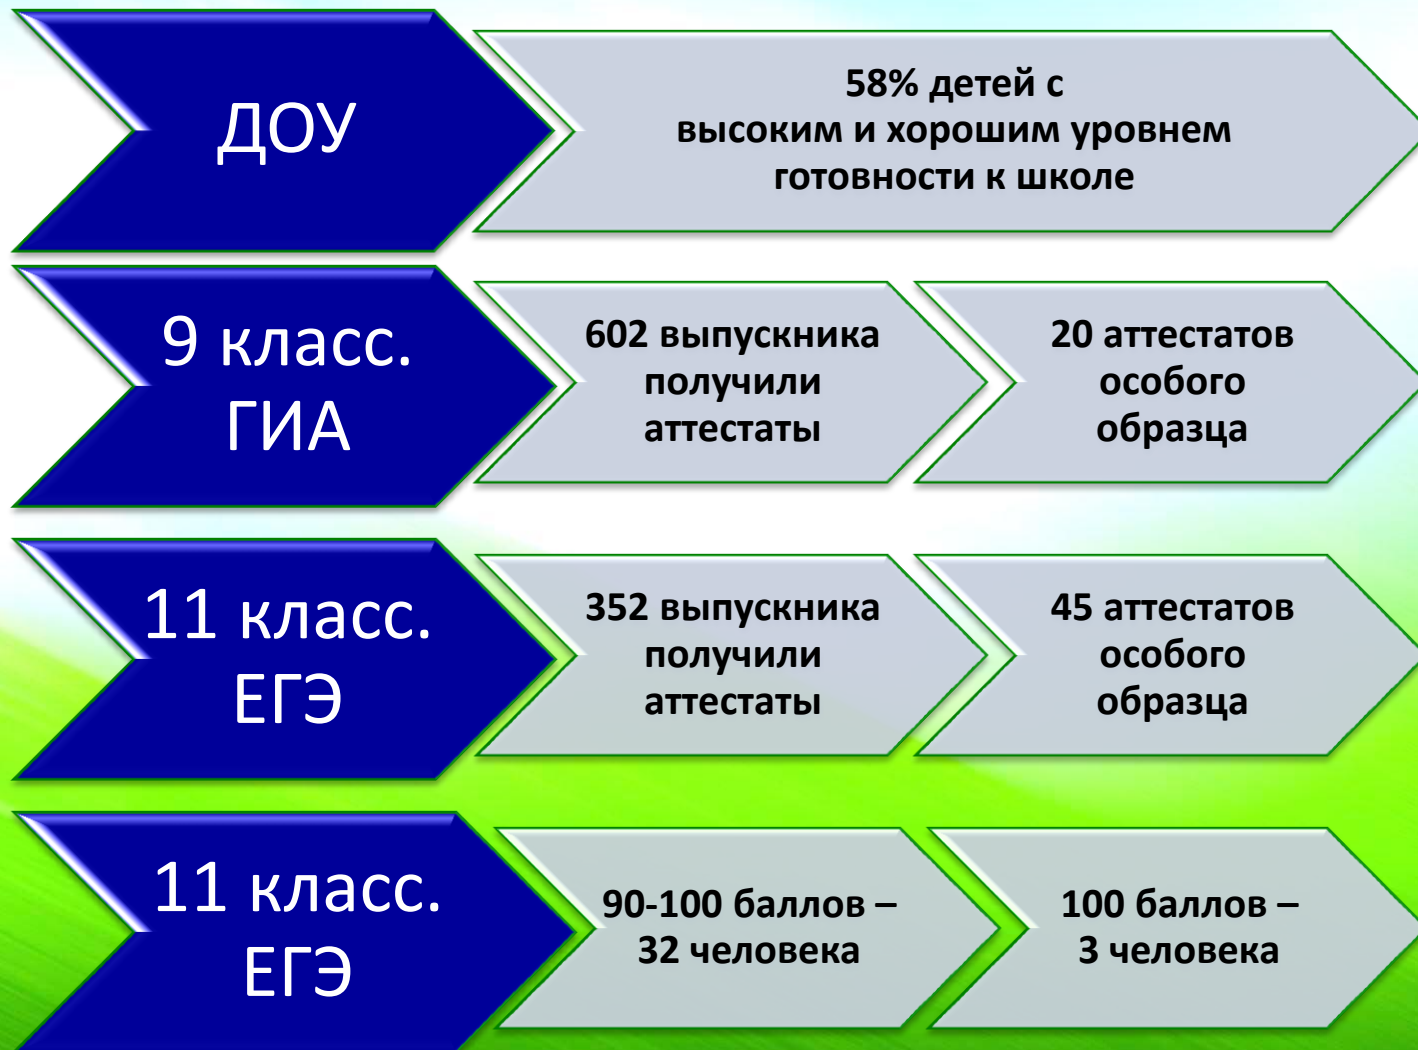 ДОУ
58% детей с
высоким и хорошим уровнем
готовности к школе
9 класс.
ГИА
602 выпускника
получили
аттестаты
20 аттестатов
особого
образца
11 класс.
ЕГЭ
352 выпускника
получили
аттестаты
45 аттестатов
особого
образца
11 класс.
ЕГЭ
90-100 баллов –
32 человека
100 баллов –
3 человека